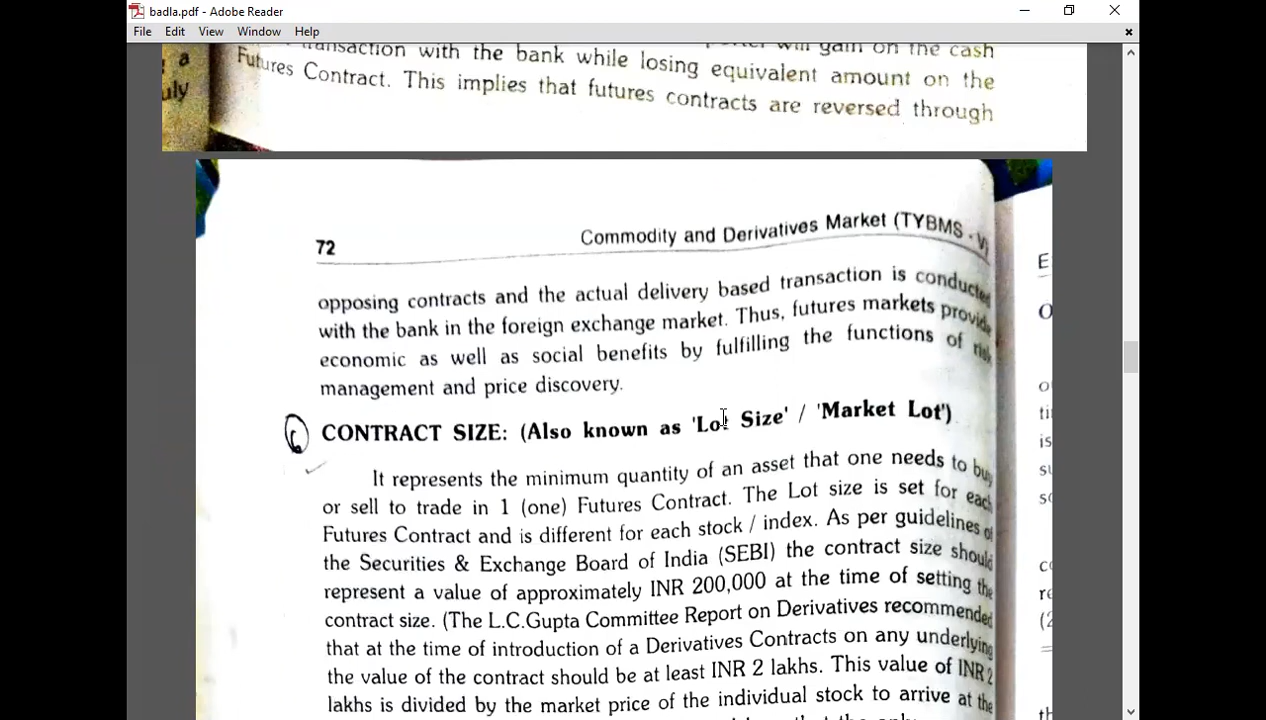 badla.pdf - Adobe Reader
File Edit View Window Help
a transaction with the bank while losing equivalent amount on the
will gain on the cash
uly Futures Contract. This implies that futures contracts are reversed through
72
Commodity and Derivatives Market (TYBMS - V)
opposing contracts and the actual delivery based transaction is conducted
with the bank in the foreign exchange market. Thus, futures markets provide
economic as well as social benefits by fulfilling the functions of risk
management and price discovery.
CONTRACT SIZE: (Also known as 'Lot Size' / 'Market Lot')
It represents the minimum quantity of an asset that one needs to buy
or sell to trade in 1 (one) Futures Contract. The Lot size is set for each
Futures Contract and is different for each stock / index. As per guidelines of
the Securities & Exchange Board of India (SEBI) the contract size should
represent a value of approximately INR 200,000 at the time of setting the
contract size. (The L.C.Gupta Committee Report on Derivatives recommended
that at the time of introduction of a Derivatives Contracts on any underlying
the value of the contract should be at least INR 2 lakhs. This value of INR 2
lakhs is divided by the market price of the individual stock to arrive at the